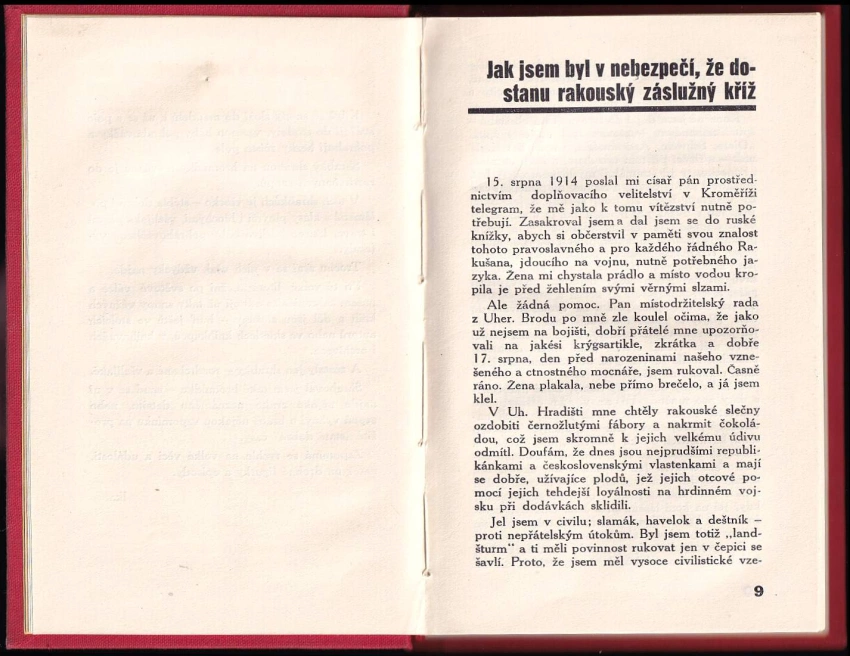 Jak jsem byl v nebezpečí, že do-
stanu rakouský záslužný kříž
15. srpna 1914 poslal mi císař pán prostřed-
nictvím doplňovacího velitelství v Kroměříži
telegram, že mě jako k tomu vítězství nutně po-
třebují. Zasakroval jsem a dal jsem se do ruské
knížky, abych si občerstvil v paměti svou znalost
tohoto pravoslavného a pro každého řádného Ra-
kušana, jdoucího na vojnu, nutně potřebného ja-
zyka. Žena mi chystala prádlo a místo vodou kro-
pila je před žehlením svými věrnými slzami.
Ale žádná pomoc. Pan místodržitelský rada
z Uher. Brodu po mně zle koulel očima, že jako
už nejsem na bojišti, dobří přátelé mne upozorňo-
vali na jakési krýgsartikle, zkrátka a dobře
17. srpna, den před narozeninami našeho vzne-
šeného a ctnostného mocnáře, jsem rukoval. Časně
ráno. Žena plakala, nebe přímo brečelo, a já jsem
klel.
V Uh. Hradišti mne chtěly rakouské slečny
ozdobiti černožlutými fábory a nakrmit čokolá-
dou, což jsem skromně k jejich velkému údivu
odmítl. Doufám, že dnes jsou nejprudšími republi-
kánkami a československými vlastenkami a mají
se dobře, užívajíce plodů, jež jejich otcové po-
mocí jejich tehdejší loyálnosti na hrdinném voj-
sku při dodávkách sklidili.
Jel jsem v civilu; slamák, havelok a deštník –
proti nepřátelským útokům. Byl jsem totiž „land-
šturm“ a ti měli povinnost rukovat jen v čepici se
šavlí. Proto, že jsem měl vysoce civilistické vze-
9